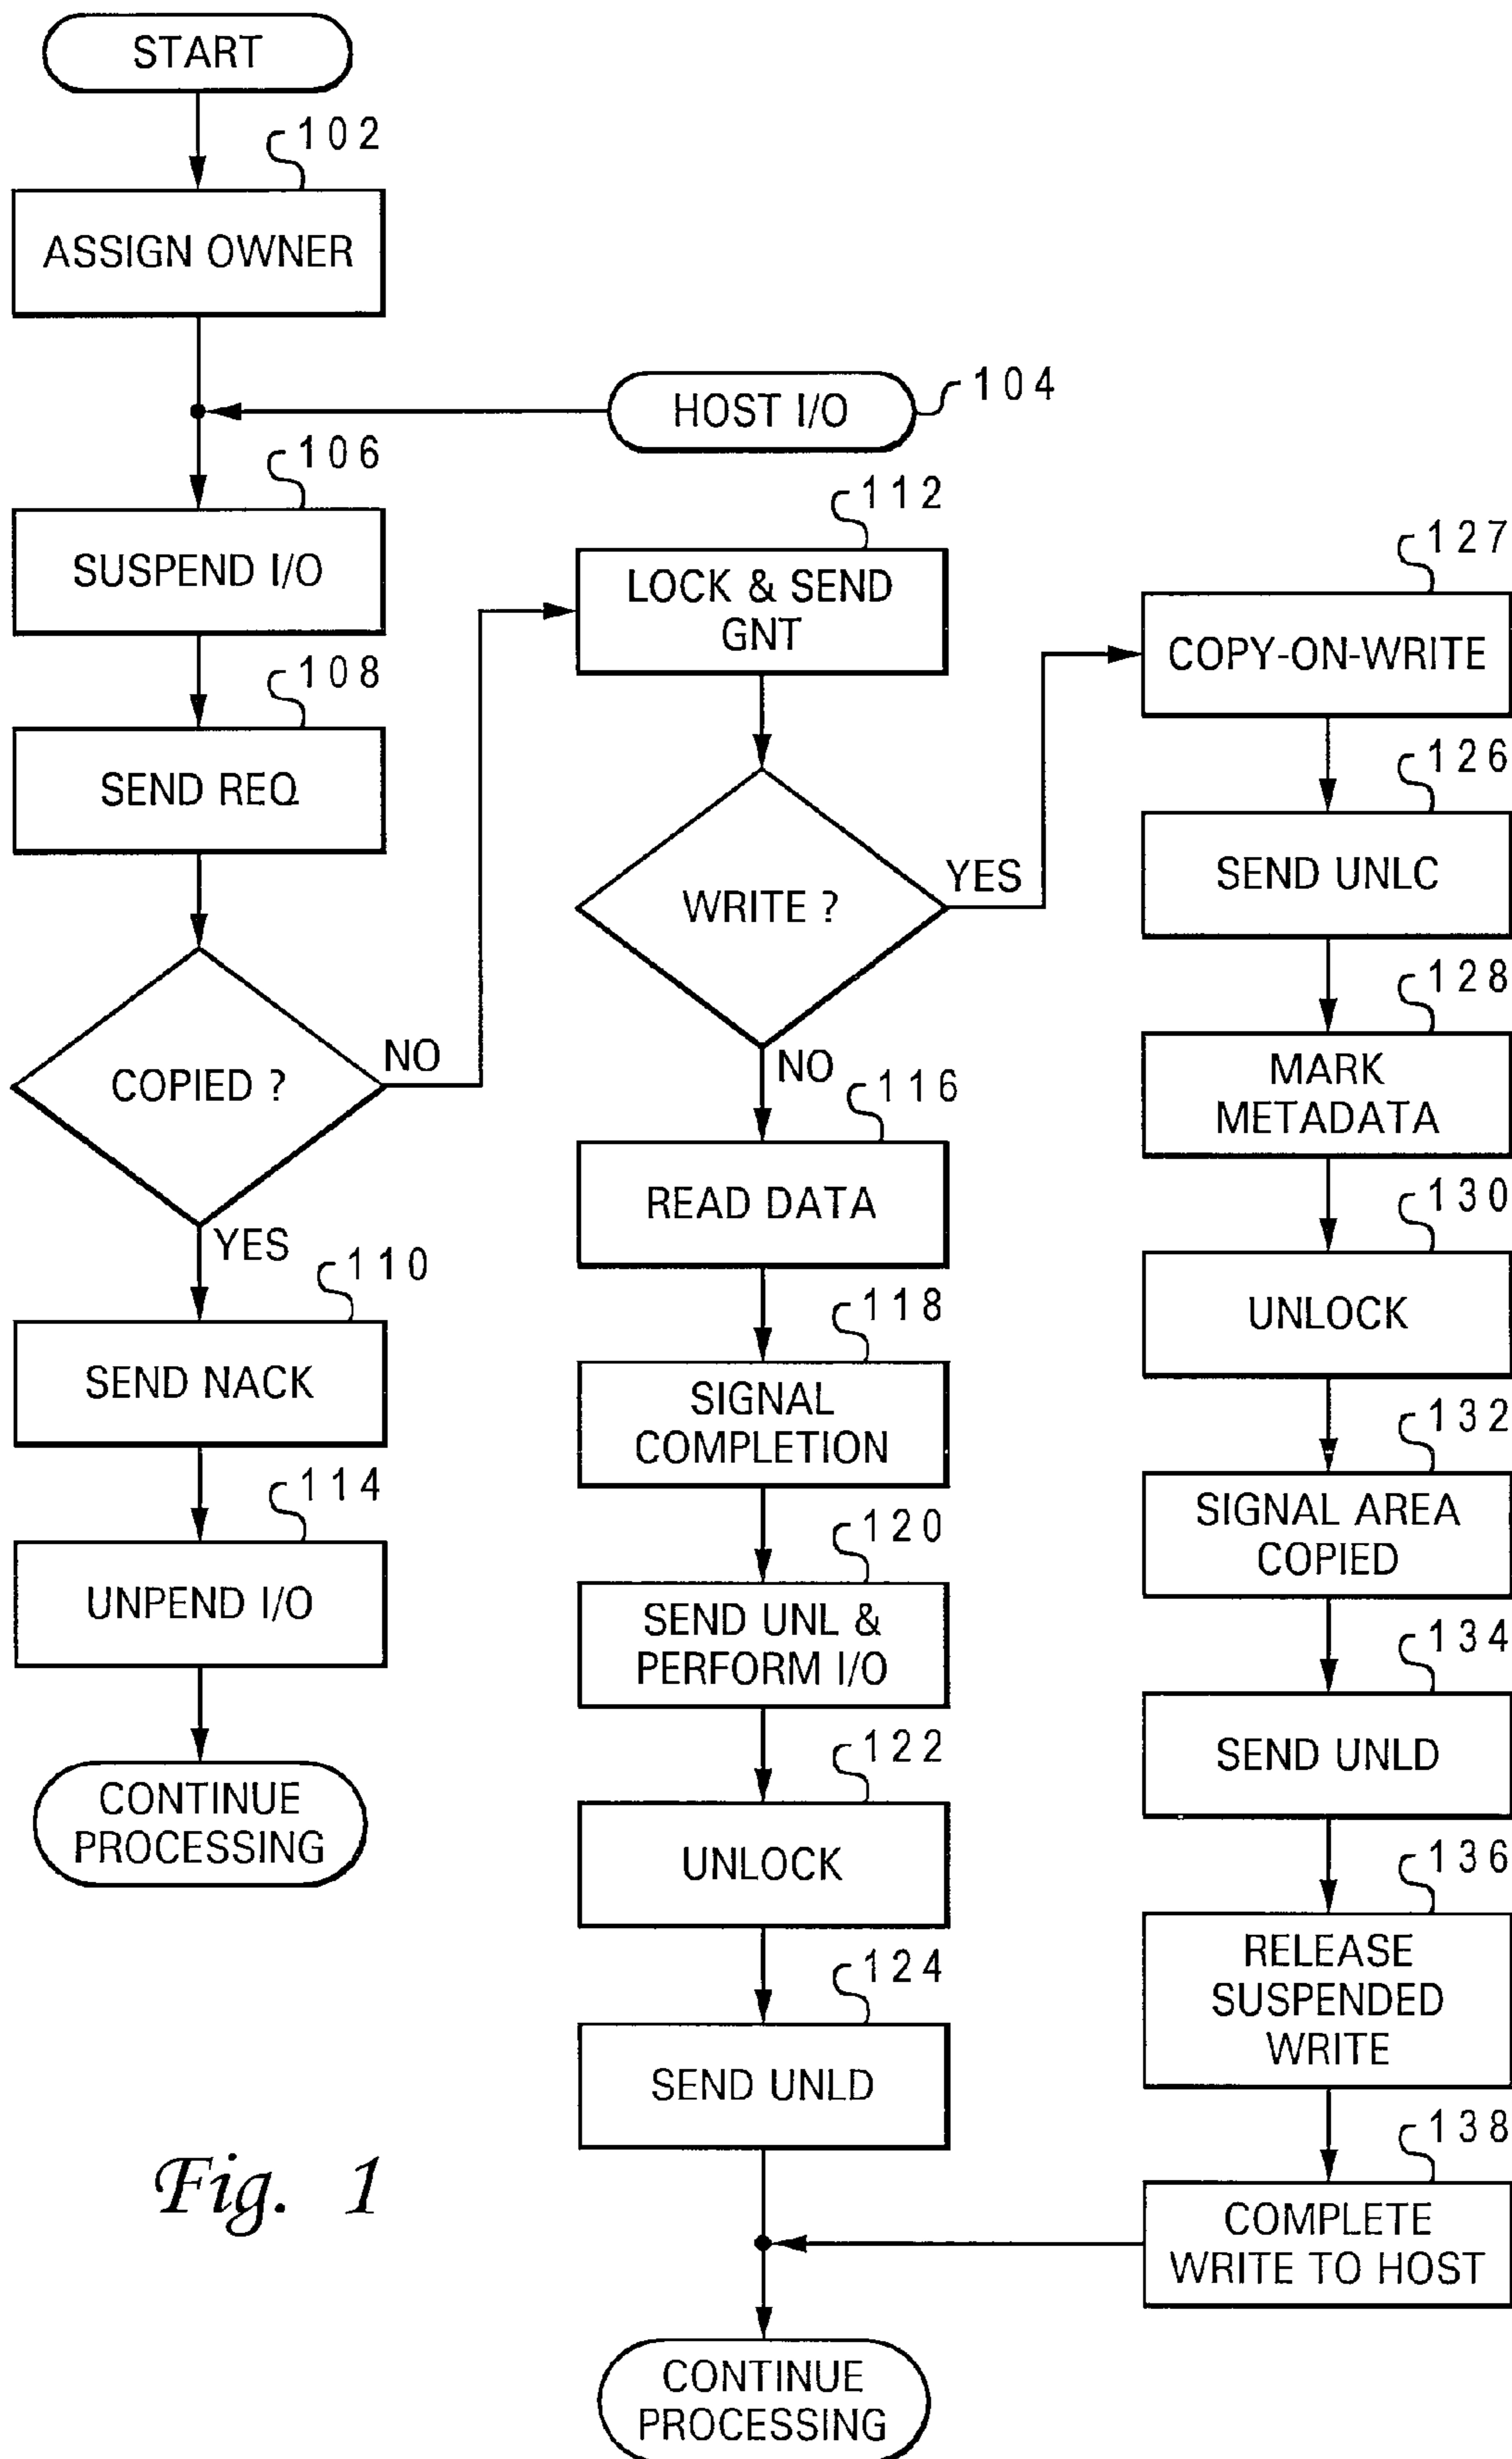 START
102
ASSIGN OWNER
HOST I/O
104
106
SUSPEND I/O
108
SEND REQ
COPIED ?
NO
YES
110
SEND NACK
114
UNPEND I/O
CONTINUE
PROCESSING
112
LOCK & SEND
GNT
WRITE ?
YES
NO
116
READ DATA
118
SIGNAL
COMPLETION
120
SEND UNL &
PERFORM I/O
122
UNLOCK
124
SEND UNLD
127
COPY-ON-WRITE
126
SEND UNLC
128
MARK
METADATA
130
UNLOCK
132
SIGNAL AREA
COPIED
134
SEND UNLD
136
RELEASE
SUSPENDED
WRITE
138
COMPLETE
WRITE TO HOST
CONTINUE
PROCESSING
Fig. 1